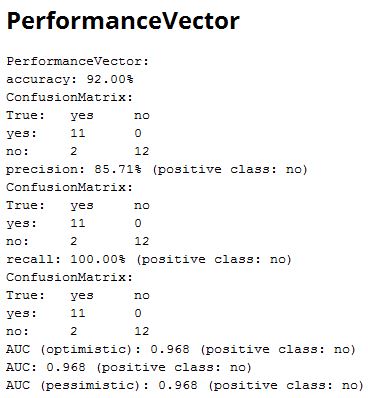 PerformanceVector
PerformanceVector:
accuracy: 92.00%
ConfusionMatrix:
True:	yes	no
yes:	11	0
no:	2	12
precision: 85.71% (positive class: no)
ConfusionMatrix:
True:	yes	no
yes:	11	0
no:	2	12
recall: 100.00% (positive class: no)
ConfusionMatrix:
True:	yes	no
yes:	11	0
no:	2	12
AUC (optimistic): 0.968 (positive class: no)
AUC: 0.968 (positive class: no)
AUC (pessimistic): 0.968 (positive class: no)